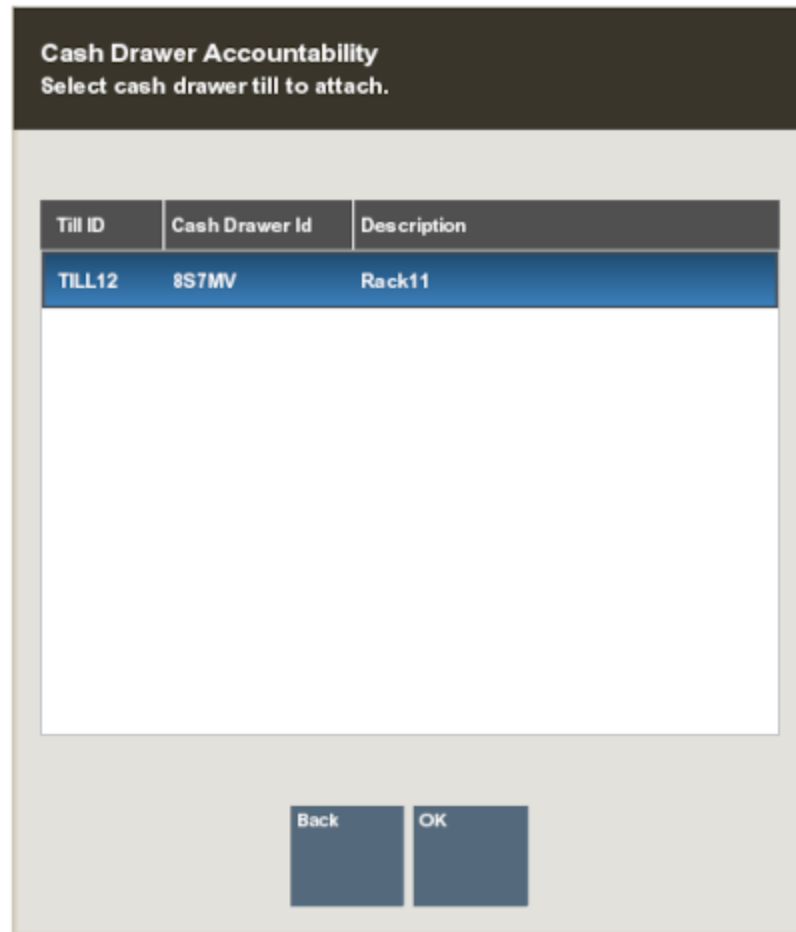 Cash Drawer Accountability
Select cash drawer till to attach.
Till ID Cash Drawer Id Description
TILL12 8S7MV Rack11
Back OK